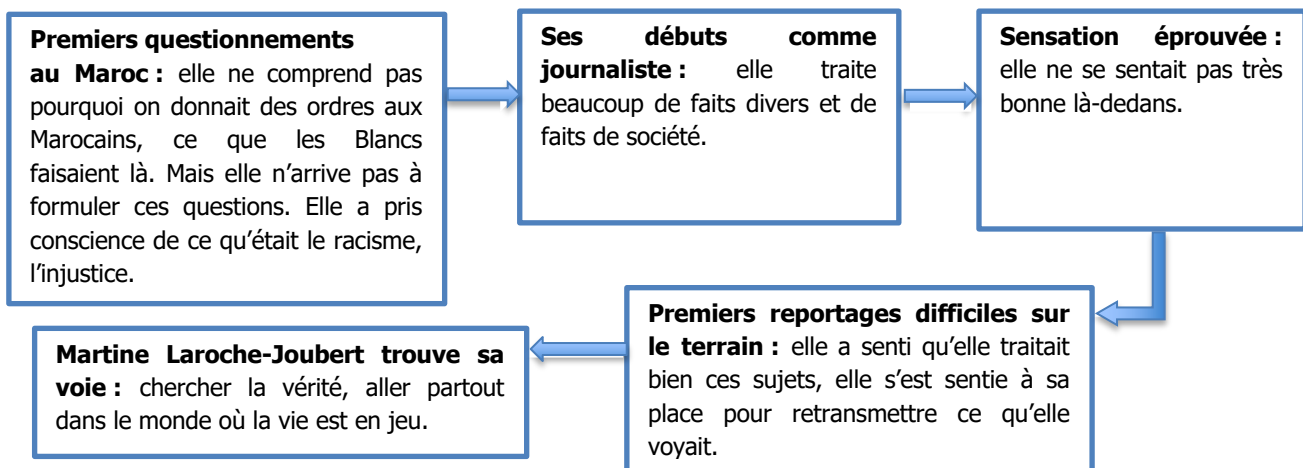 Premiers questionnements
au Maroc : elle ne comprend pas
pourquoi on donnait des ordres aux
Marocains, ce que les Blancs
faisaient là. Mais elle n’arrive pas à
formuler ces questions. Elle a pris
conscience de ce qu’était le racisme,
l’injustice.
Ses débuts comme
journaliste : elle traite
beaucoup de faits divers et de
faits de société.
Sensation éprouvée :
elle ne se sentait pas très
bonne là-dedans.
Premiers reportages difficiles sur
le terrain : elle a senti qu’elle traitait
bien ces sujets, elle s’est sentie à sa
place pour retransmettre ce qu’elle
voyait.
Martine Laroche-Joubert trouve sa
voie : chercher la vérité, aller partout
dans le monde où la vie est en jeu.